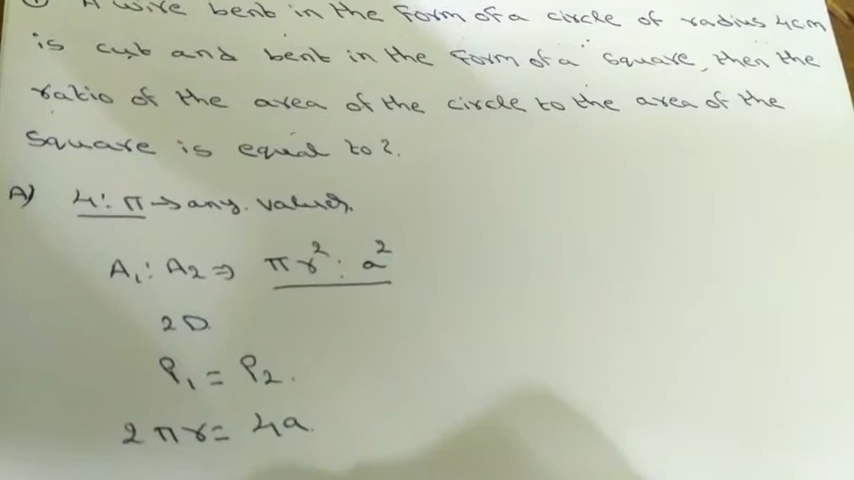 ① A wire bent in the form of a circle of radius 4cm
is cut and bent in the form of a square, then the
ratio of the area of the circle to the area of the
square is equal to?.
A) 4:π → any values.
A₁:A₂ ⇒ πr² : a²
2D
P₁ = P₂.
2πr = 4a.